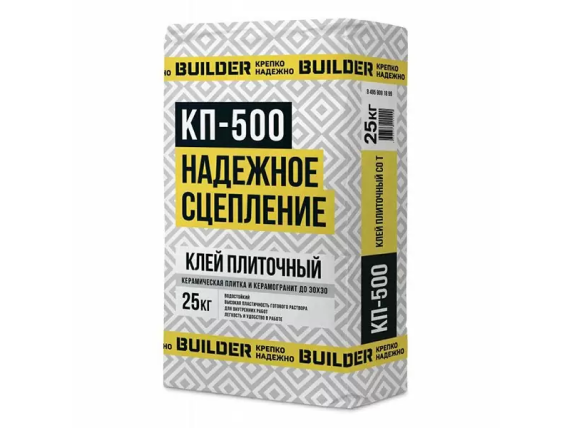 НО BUILDER КРЕПКО НАДЕЖНО BUILDER КРЕПКО НАДЕЖНО
КП-500
НАДЕЖНОЕ
СЦЕПЛЕНИЕ
КЛЕЙ ПЛИТОЧНЫЙ
КЕРАМИЧЕСКАЯ ПЛИТКА И КЕРАМОГРАНИТ ДО 30Х30
25КГ
ВОДОСТОЙКИЙ
ВЫСОКАЯ ПЛАСТИЧНОСТЬ ГОТОВОГО РАСТВОРА
ДЛЯ ВНУТРЕННИХ РАБОТ
ЛЕГКОСТЬ И УДОБСТВО В РАБОТЕ
НО BUILDER КРЕПКО НАДЕЖНО BUILDER КРЕПКО НАДЕЖНО
25КГ
КП-500
КЛЕЙ ПЛИТОЧНЫЙ СО Т